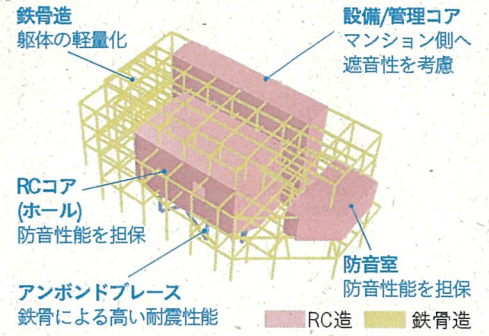 鉄骨造
躯体の軽量化
設備/管理コア
マンション側へ
遮音性を考慮
RCコア
(ホール)
防音性能を担保
アンボンドブレース
鉄骨による高い耐震性能
防音室
防音性能を担保
RC造
鉄骨造